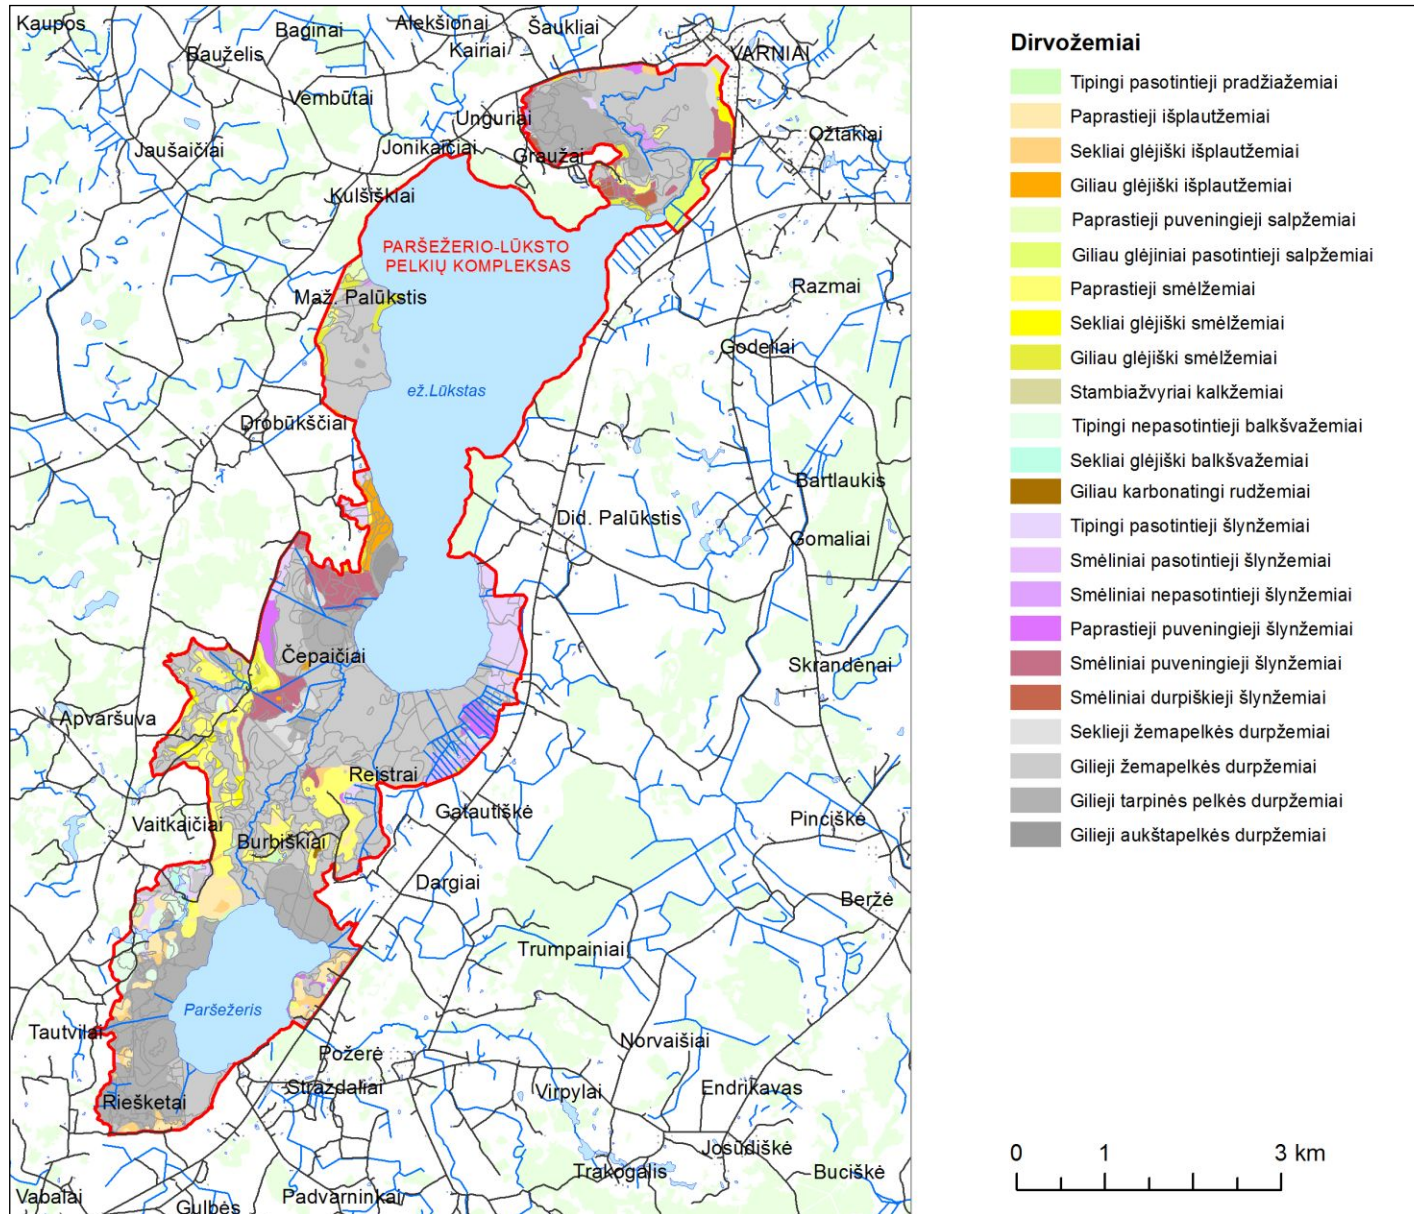 Kaupos
Baginai
Alekšionai
Šaukliai
Baužėlis
Kairiai
VARNIAI
Vembūtai
Unguriai
Ožtakiai
Jaušaičiai
Jonikaičiai
Graužai
Kulšiškiai
PARŠEŽERIO-LŪKSTO
PELKIŲ KOMPLEKSAS
Maž. Palūkstis
Razmai
Godeliai
ež.Lūkstas
Drobūkščiai
Bartlaukis
Did. Palūkstis
Gomaliai
Čepaičiai
Skrandėnai
Apvaršuva
Reistrai
Gatautiškė
Vaitkaičiai
Pinciškė
Burbiškiai
Dargiai
Beržė
Trumpainiai
Paršežeris
Tautvilai
Norvaišiai
Požerė
Strazdaliai
Virpylai
Endrikavas
Riešketai
Josūdiškė
Trakogalis
Bučiškė
Vabalai
Gulbės
Padvarninkai
Dirvožemiai
Tipingi pasotintieji pradžiažemiai
Paprastieji išplautžemiai
Sekliai glėjiški išplautžemiai
Giliau glėjiški išplautžemiai
Paprastieji puveningieji salpžemiai
Giliau glėjiniai pasotintieji salpžemiai
Paprastieji smėlžemiai
Sekliai glėjiški smėlžemiai
Giliau glėjiški smėlžemiai
Stambiažvyriai kalkžemiai
Tipingi nepasotintieji balkšvažemiai
Sekliai glėjiški balkšvažemiai
Giliau karbonatingi rudžemiai
Tipingi pasotintieji šlynžemiai
Smėliniai pasotintieji šlynžemiai
Smėliniai nepasotintieji šlynžemiai
Paprastieji puveningieji šlynžemiai
Smėliniai puveningieji šlynžemiai
Smėliniai durpiškieji šlynžemiai
Seklieji žemapelkės durpžemiai
Gilieji žemapelkės durpžemiai
Gilieji tarpinės pelkės durpžemiai
Gilieji aukštapelkės durpžemiai
0 1 3 km